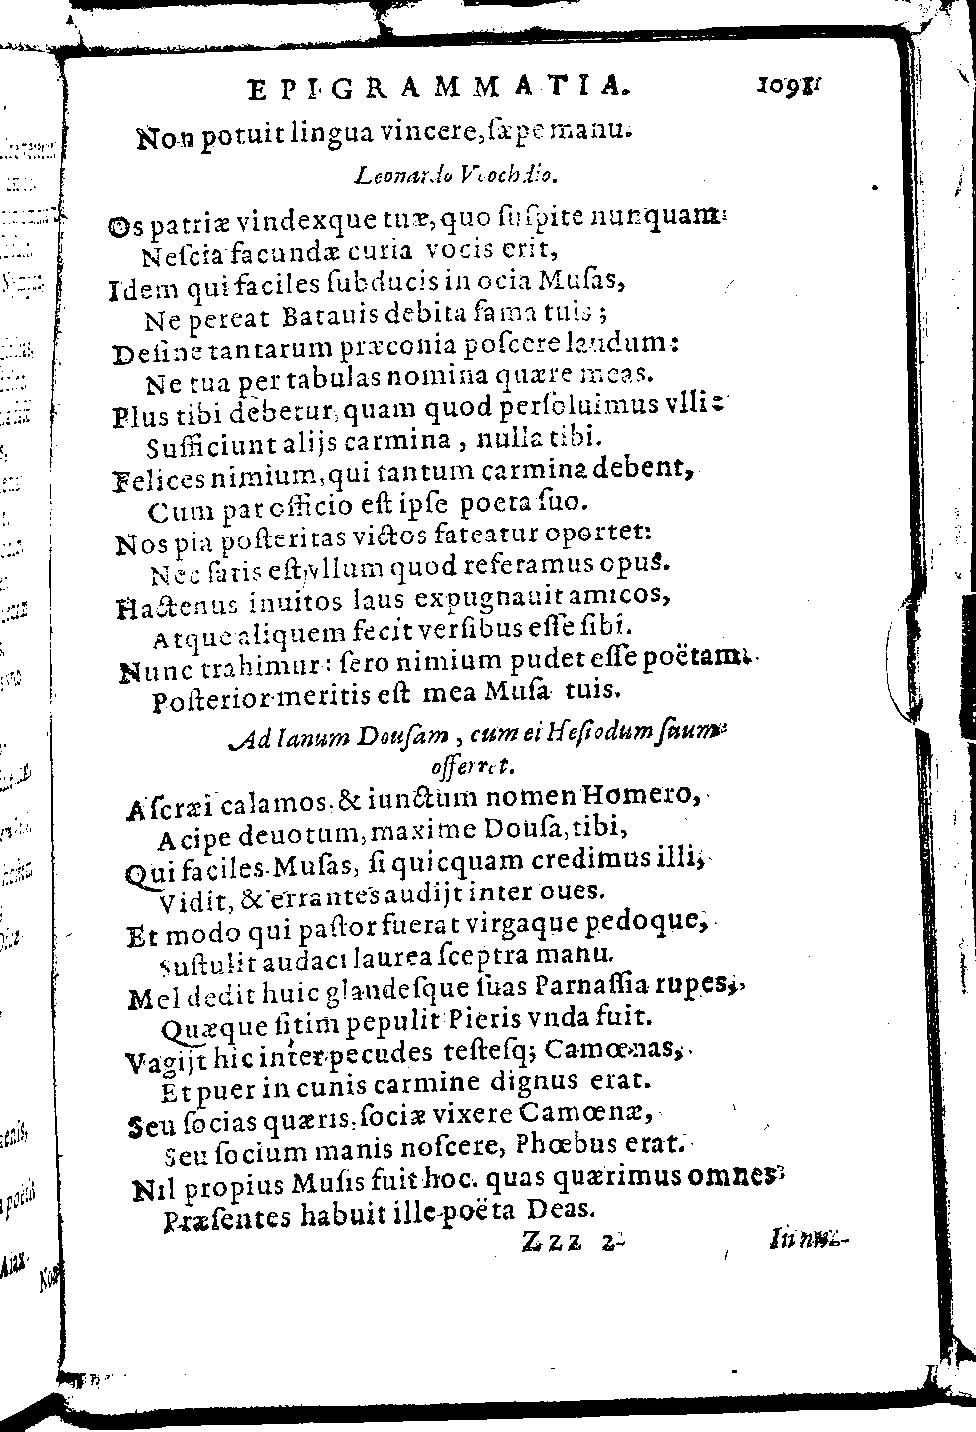 EPIGRAMMATIA. 1091
Non potuit lingua vincere, sæpe manu.
Leonardo Voochdio.
Os patriæ vindexque tuæ, quo suspite nunquam
Nescia facundæ curia vocis erit,
Idem qui faciles subducis in ocia Musas,
Ne pereat Batauis debita fama tuis;
Desine tantarum præconia poscere laudum:
Ne tua per tabulas nomina quære meas.
Plus tibi debetur, quam quod persoluimus vlli:
Sufficiunt alijs carmina, nulla tibi.
Felices nimium, qui tantum carmina debent,
Cum par officio est ipse poeta suo.
Nos pia posteritas victos fateatur oportet:
Nec satis est, vllum quod referamus opus.
Hactenus inuitos laus expugnauit amicos,
Atque aliquem fecit versibus esse sibi.
Nunc trahimur: sero nimium pudet esse poëtam.
Posterior meritis est mea Musa tuis.
Ad Ianum Dousam, cum ei Hesiodum suum
offerret.
Ascræi calamos, & iunctum nomen Homero,
Acipe deuotum, maxime Dousa, tibi,
Qui faciles Musas, si quicquam credimus illi,
Vidit, & errantes audijt inter oues.
Et modo qui pastor fuerat virgaque pedoque,
Sustulit audaci laurea sceptra manu.
Mel dedit huic glandesque suas Parnassia rupes,
Quæque sitim pepulit Pieris vnda fuit.
Vagijt hic inter pecudes testesq; Camœnas,
Et puer in cunis carmine dignus erat.
Seu socias quæris, sociæ vixere Camœnæ,
Seu socium manis noscere, Phœbus erat.
Nil propius Musis fuit hoc. quas quærimus omnes
Præsentes habuit ille poëta Deas.
Zzz 2